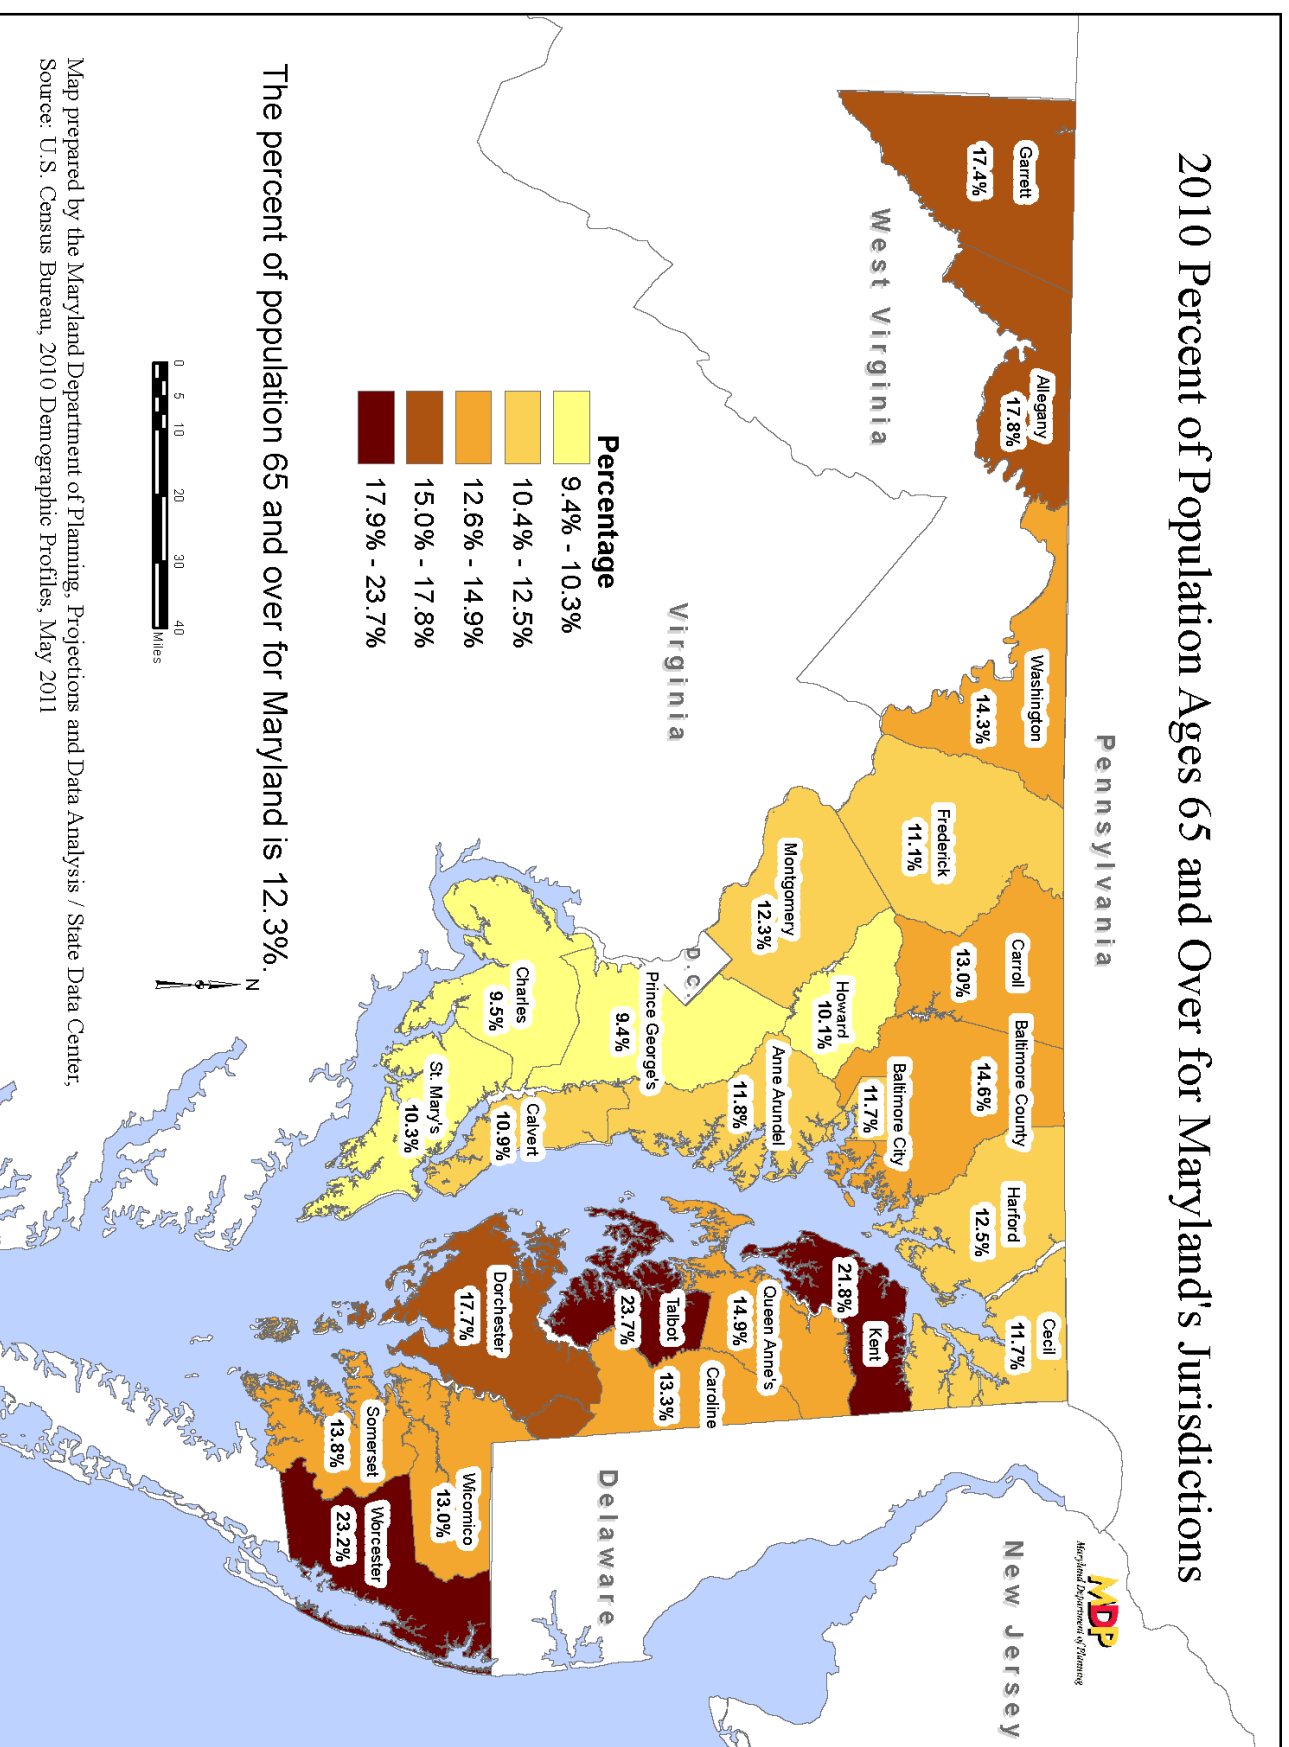 2010 Percent of Population Ages 65 and Over for Maryland's Jurisdictions
MDP
Maryland Department of Planning
Pennsylvania
New Jersey
West Virginia
Virginia
Delaware
D.C.
Garrett
17.4%
Allegany
17.8%
Washington
14.3%
Frederick
11.1%
Carroll
13.0%
Baltimore County
14.6%
Harford
12.5%
Cecil
11.7%
Montgomery
12.3%
Howard
10.1%
Baltimore City
11.7%
Kent
21.8%
Anne Arundel
11.8%
Queen Anne's
14.9%
Prince George's
9.4%
Talbot
23.7%
Caroline
13.3%
Charles
9.5%
Calvert
10.9%
St. Mary's
10.3%
Dorchester
17.7%
Wicomico
13.0%
Somerset
13.8%
Worcester
23.2%
Percentage
9.4% - 10.3%
10.4% - 12.5%
12.6% - 14.9%
15.0% - 17.8%
17.9% - 23.7%
The percent of population 65 and over for Maryland is 12.3%.
N
0 5 10 20 30 40
Miles
Map prepared by the Maryland Department of Planning, Projections and Data Analysis / State Data Center,
Source: U.S. Census Bureau, 2010 Demographic Profiles, May 2011